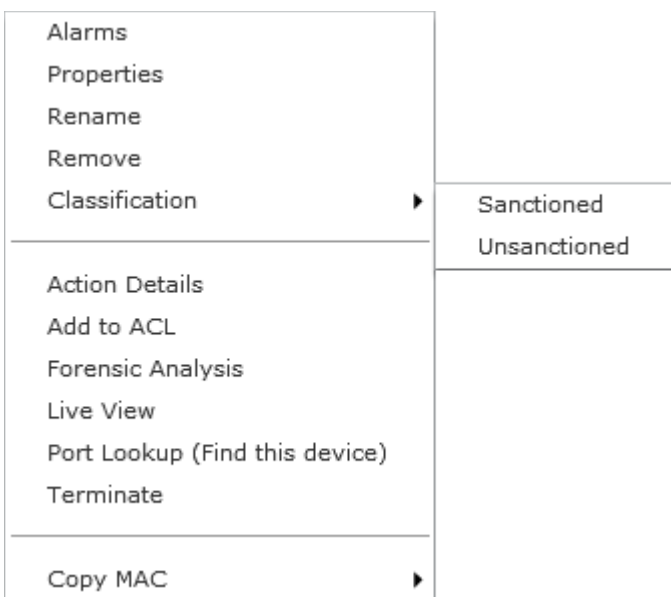 Alarms
Properties
Rename
Remove
Classification
Sanctioned
Unsanctioned
Action Details
Add to ACL
Forensic Analysis
Live View
Port Lookup (Find this device)
Terminate
Copy MAC